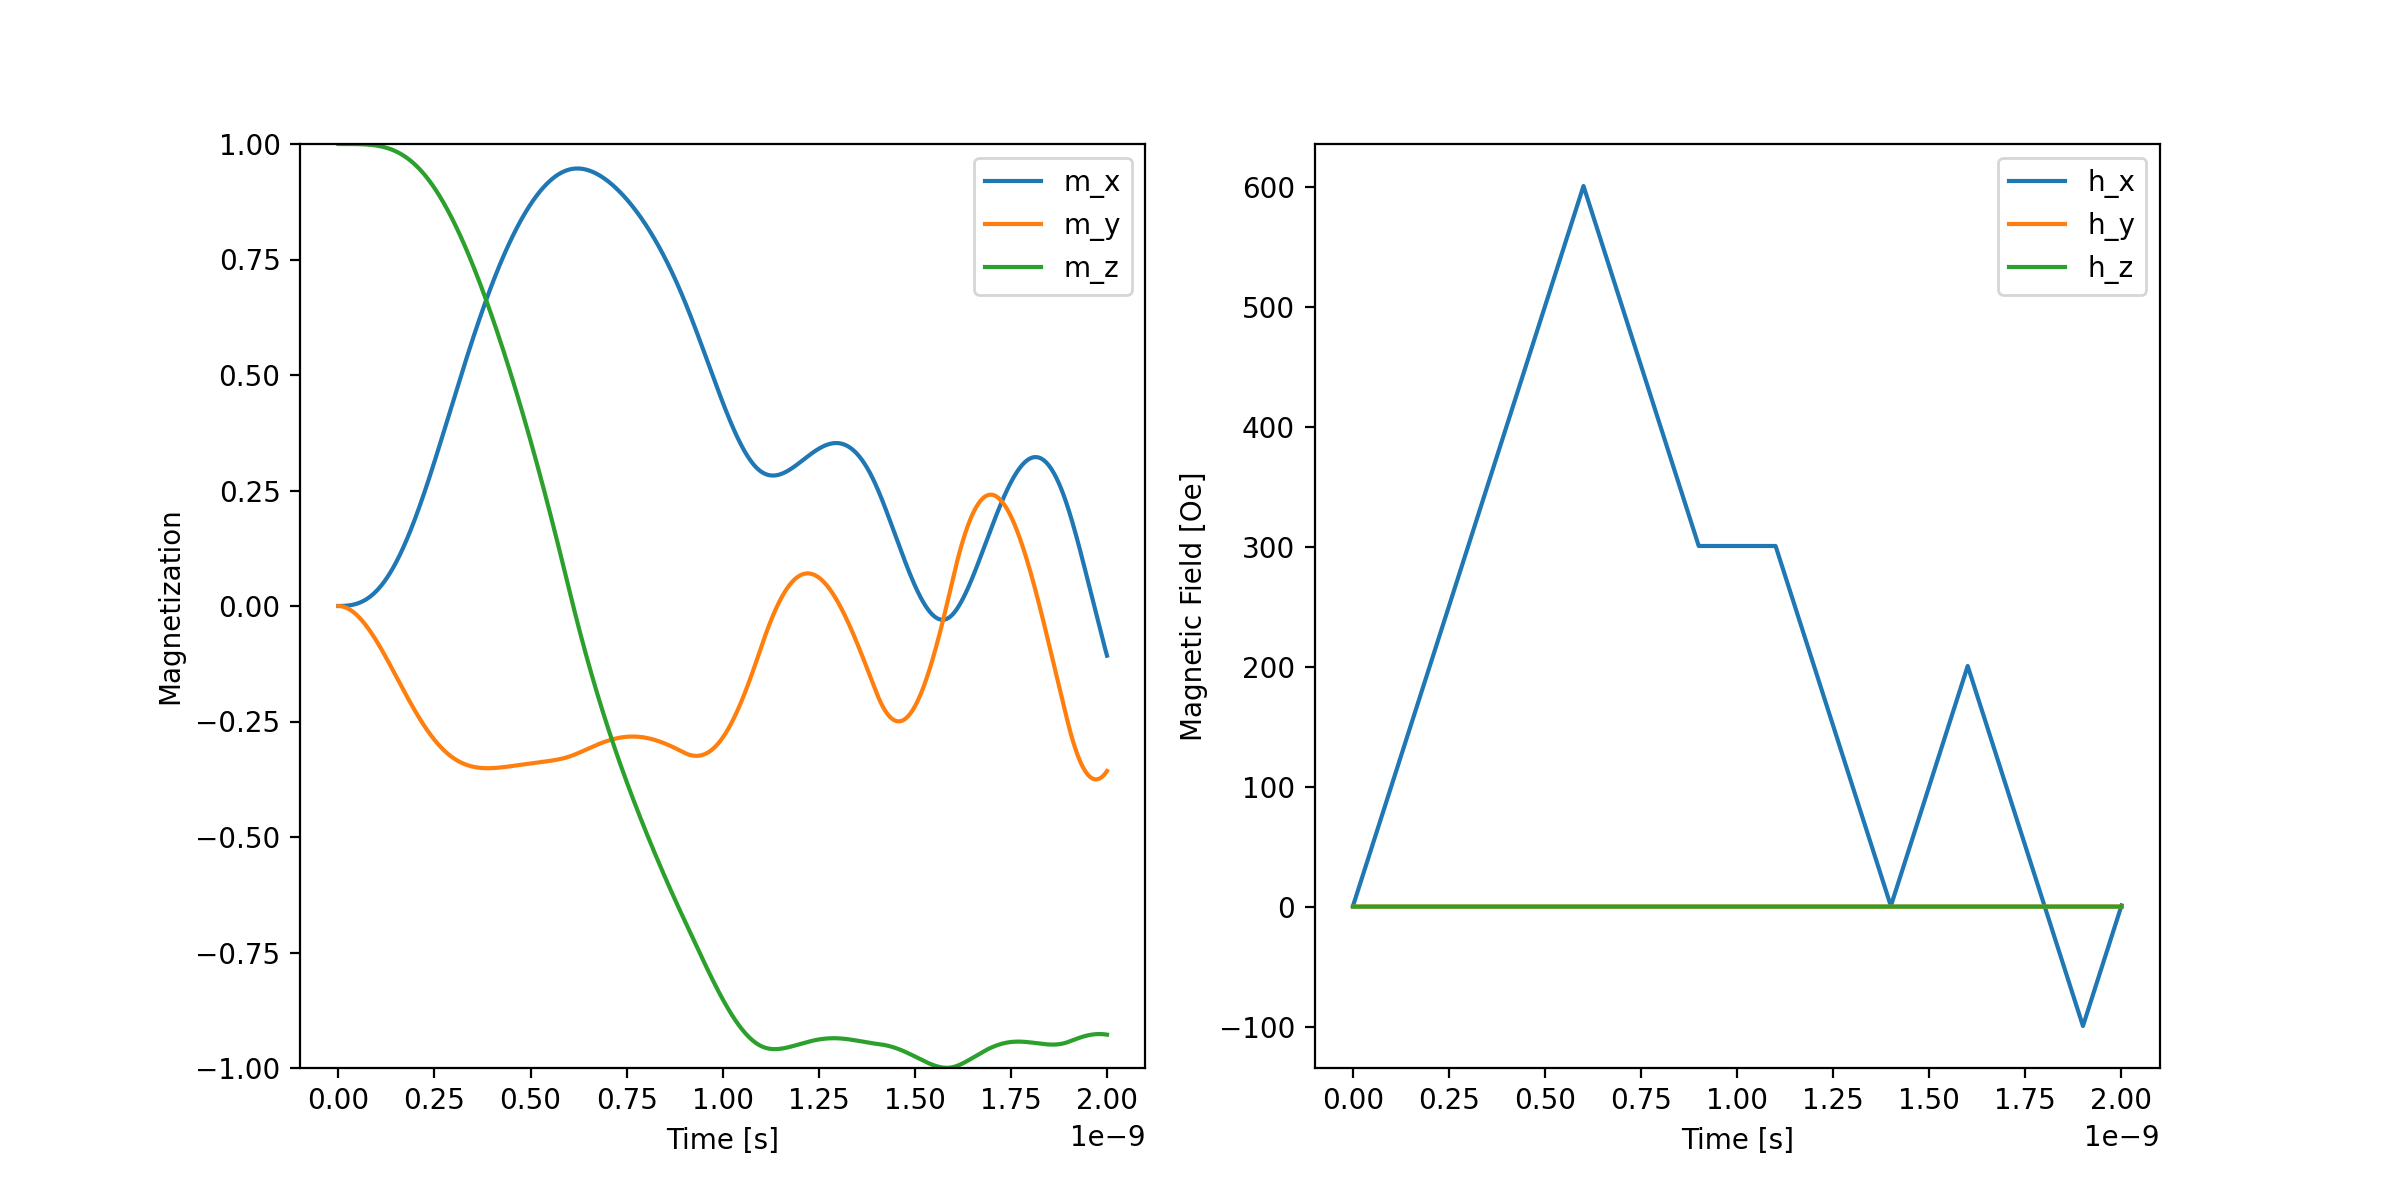 1.00
0.75
0.50
0.25
0.00
−0.25
−0.50
−0.75
−1.00
Magnetization
m_x
m_y
m_z
0.00 0.25 0.50 0.75 1.00 1.25 1.50 1.75 2.00
Time [s]
1e−9
600
500
400
300
200
100
0
−100
Magnetic Field [Oe]
h_x
h_y
h_z
0.00 0.25 0.50 0.75 1.00 1.25 1.50 1.75 2.00
Time [s]
1e−9